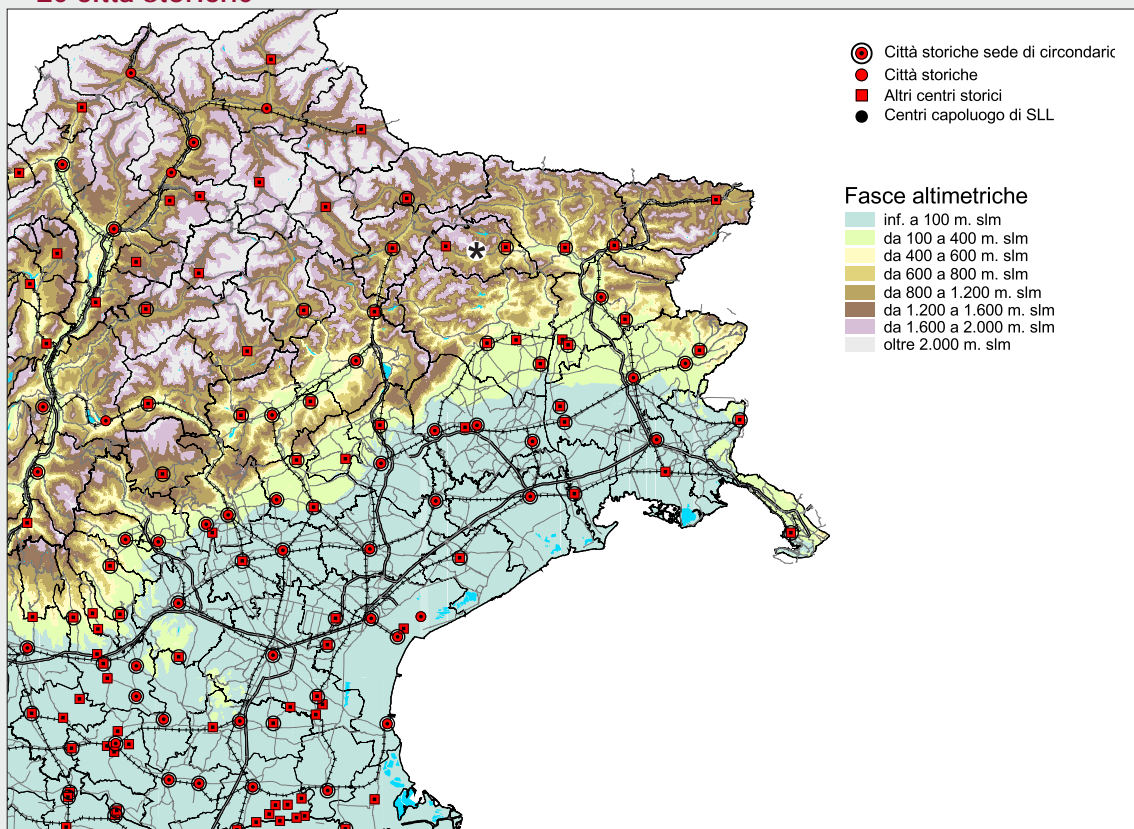 Città storiche sede di circondaric
Città storiche
Altri centri storici
Centri capoluogo di SLL
*
Fasce altimetriche
inf. a 100 m. slm
da 100 a 400 m. slm
da 400 a 600 m. slm
da 600 a 800 m. slm
da 800 a 1.200 m. slm
da 1.200 a 1.600 m. slm
da 1.600 a 2.000 m. slm
oltre 2.000 m. slm